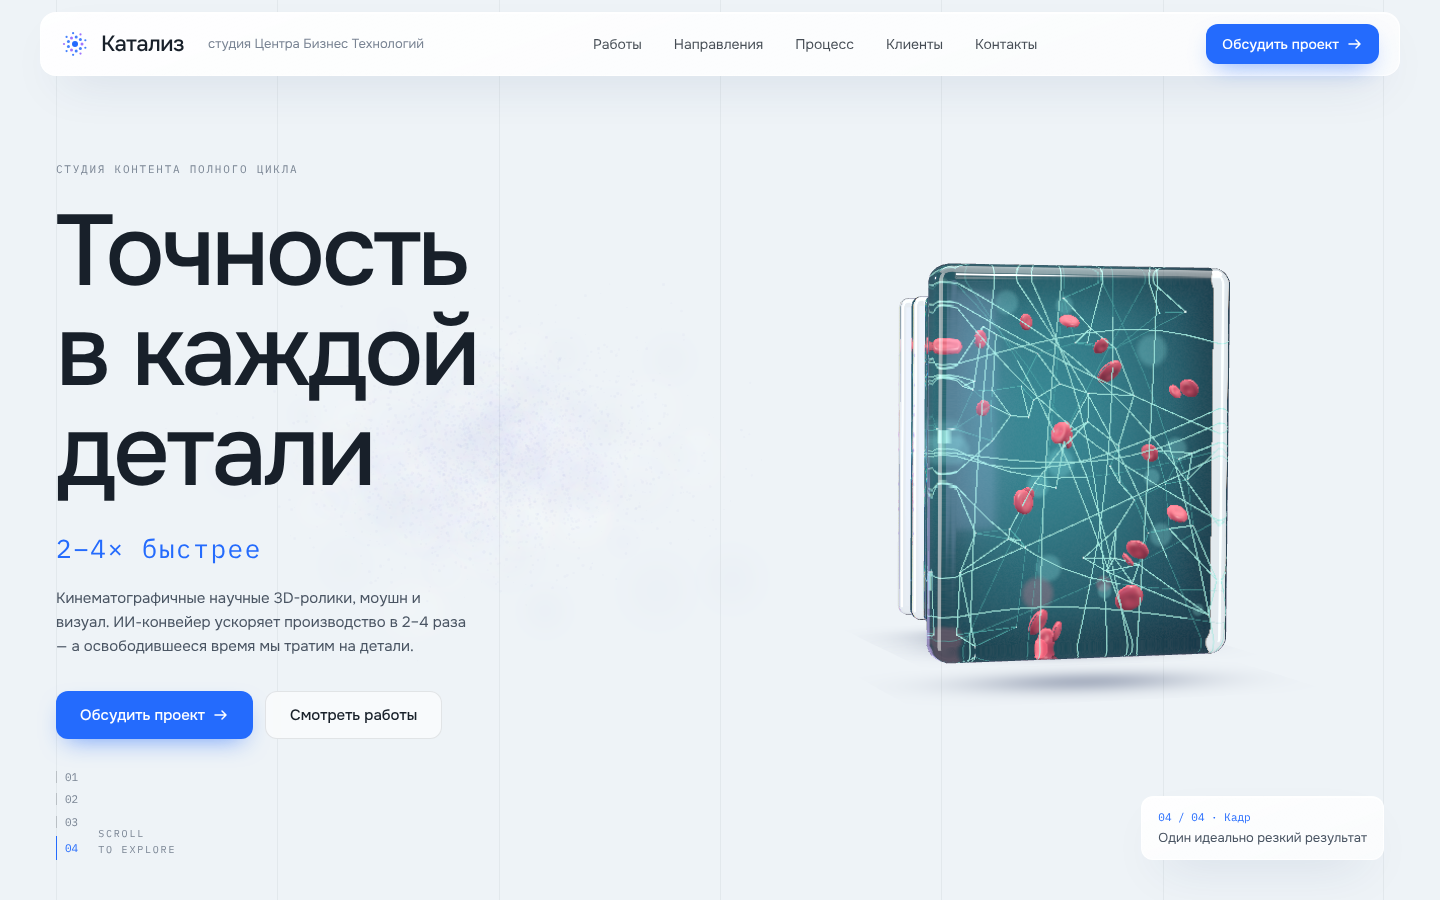 Катализ
студия Центра Бизнес Технологий
Работы
Направления
Процесс
Клиенты
Контакты
Обсудить проект →
СТУДИЯ КОНТЕНТА ПОЛНОГО ЦИКЛА
Точность
в каждой
детали
2–4× быстрее
Кинематографичные научные 3D-ролики, моушн и
визуал. ИИ-конвейер ускоряет производство в 2–4 раза
— а освободившееся время мы тратим на детали.
Обсудить проект →
Смотреть работы
01
02
03
04
SCROLL
TO EXPLORE
04 / 04 · Кадр
Один идеально резкий результат